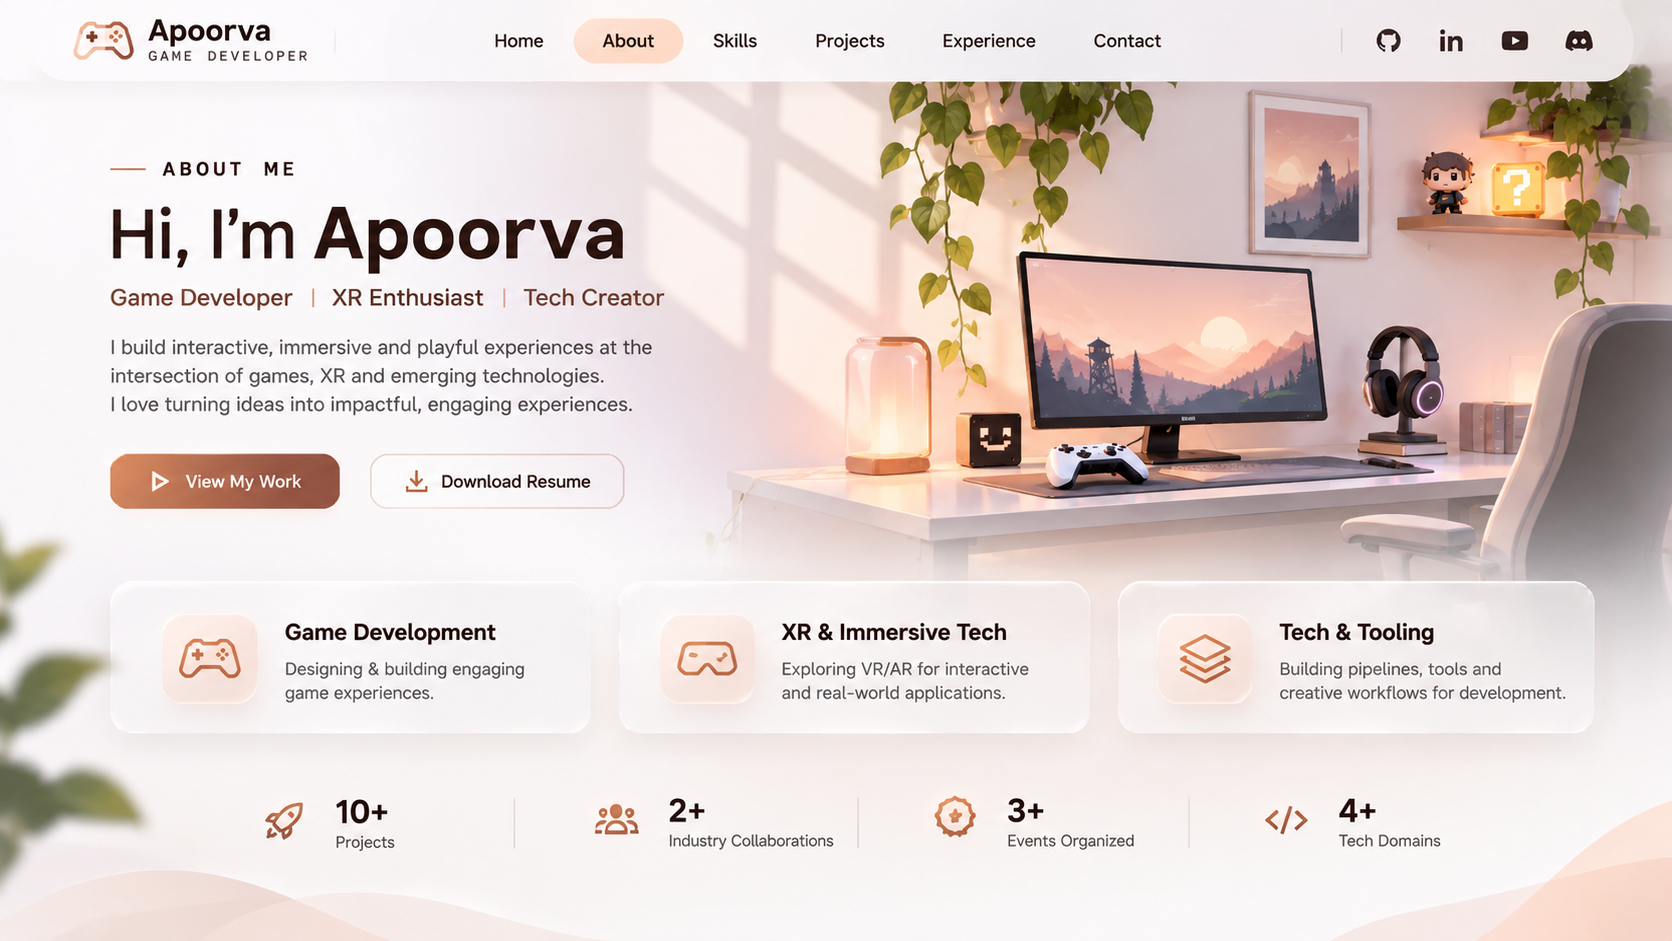 Apoorva
GAME DEVELOPER
Home
About
Skills
Projects
Experience
Contact
in
ABOUT ME
Hi, I’m Apoorva
Game Developer | XR Enthusiast | Tech Creator
I build interactive, immersive and playful experiences at the
intersection of games, XR and emerging technologies.
I love turning ideas into impactful, engaging experiences.
View My Work
Download Resume
?
Game Development
Designing & building engaging
game experiences.
XR & Immersive Tech
Exploring VR/AR for interactive
and real-world applications.
Tech & Tooling
Building pipelines, tools and
creative workflows for development.
10+
Projects
2+
Industry Collaborations
3+
Events Organized
</>
4+
Tech Domains